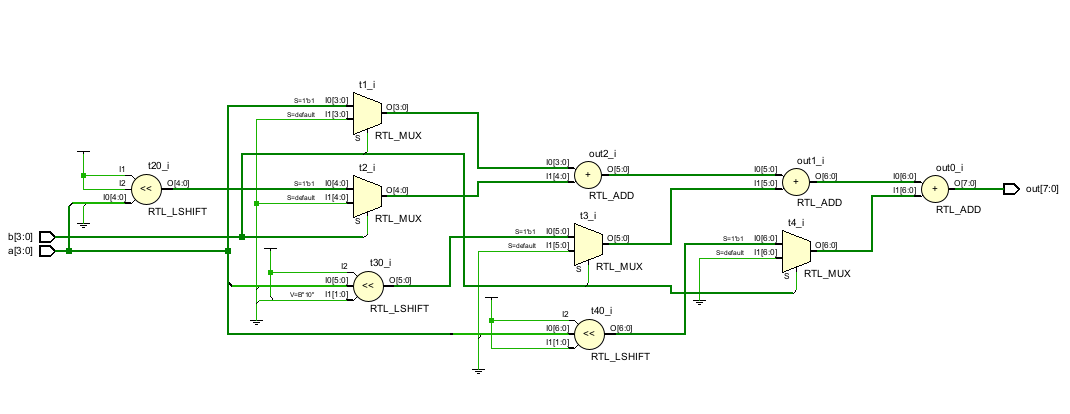 t1_i
S=1'b1 I0[3:0]
S=default I1[3:0]
O[3:0]
S
RTL_MUX
t20_i
I1
I2
I0[4:0]
<<
O[4:0]
RTL_LSHIFT
t2_i
S=1'b1 I0[4:0]
S=default I1[4:0]
O[4:0]
S
RTL_MUX
b[3:0]
a[3:0]
t30_i
I2
I0[5:0]
V=B"10" I1[1:0]
<<
O[5:0]
RTL_LSHIFT
out2_i
I0[3:0]
I1[4:0]
+
O[5:0]
RTL_ADD
t3_i
S=1'b1 I0[5:0]
S=default I1[5:0]
O[5:0]
S
RTL_MUX
t40_i
I2
I0[6:0]
I1[1:0]
<<
O[6:0]
RTL_LSHIFT
out1_i
I0[5:0]
I1[5:0]
+
O[6:0]
RTL_ADD
t4_i
S=1'b1 I0[6:0]
S=default I1[6:0]
O[6:0]
S
RTL_MUX
out0_i
I0[6:0]
I1[6:0]
+
O[7:0]
RTL_ADD
out[7:0]